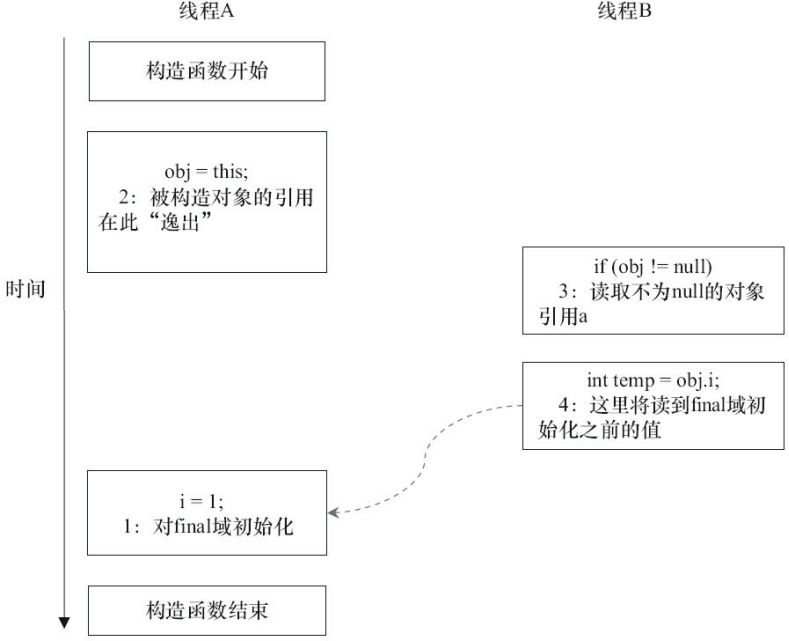 线程A
线程B
构造函数开始
obj = this;
2：被构造对象的引用
在此“逸出”
if (obj != null)
3：读取不为null的对象
引用a
时间
int temp = obj.i;
4：这里将读到final域初
始化之前的值
i = 1;
1：对final域初始化
构造函数结束